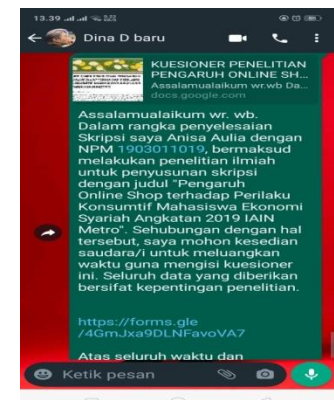 13.39
Dina D baru
KUESIONER PENELITIAN
PENGARUH ONLINE SH...
Assalamualaikum wr.wb Da...
docs.google.com
Assalamualaikum wr. wb.
Dalam rangka penyelesaian
Skripsi saya Anisa Aulia dengan
NPM 1903011019, bermaksud
melakukan penelitian ilmiah
untuk penyusunan skripsi
dengan judul "Pengaruh
Online Shop terhadap Perilaku
Konsumtif Mahasiswa Ekonomi
Syariah Angkatan 2019 IAIN
Metro". Sehubungan dengan hal
tersebut, saya mohon kesedian
saudara/i untuk meluangkan
waktu guna mengisi kuesioner
ini. Seluruh data yang diberikan
bersifat kepentingan penelitian.
https://forms.gle
/4GmJxa9DLNFavoVA7
Atas seluruh waktu dan
Ketik pesan